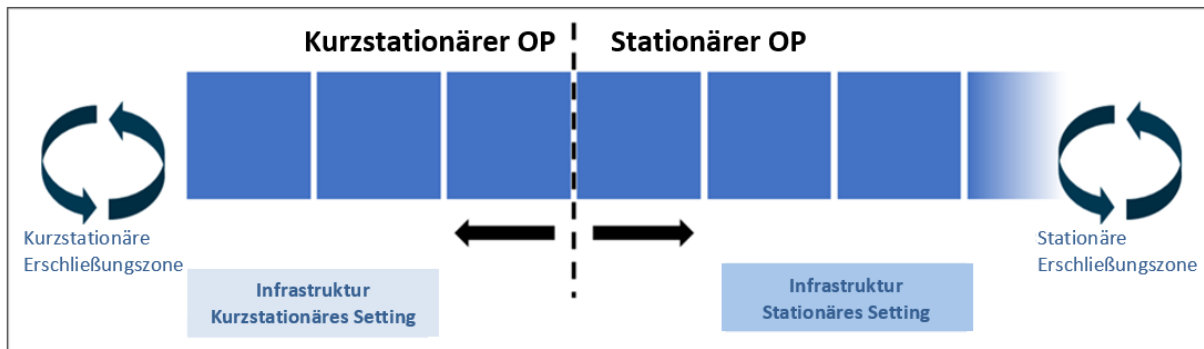 Kurzstationärer OP
Stationärer OP
Kurzstationäre
Erschließungszone
Stationäre
Erschließungszone
Infrastruktur
Kurzstationäres Setting
Infrastruktur
Stationäres Setting